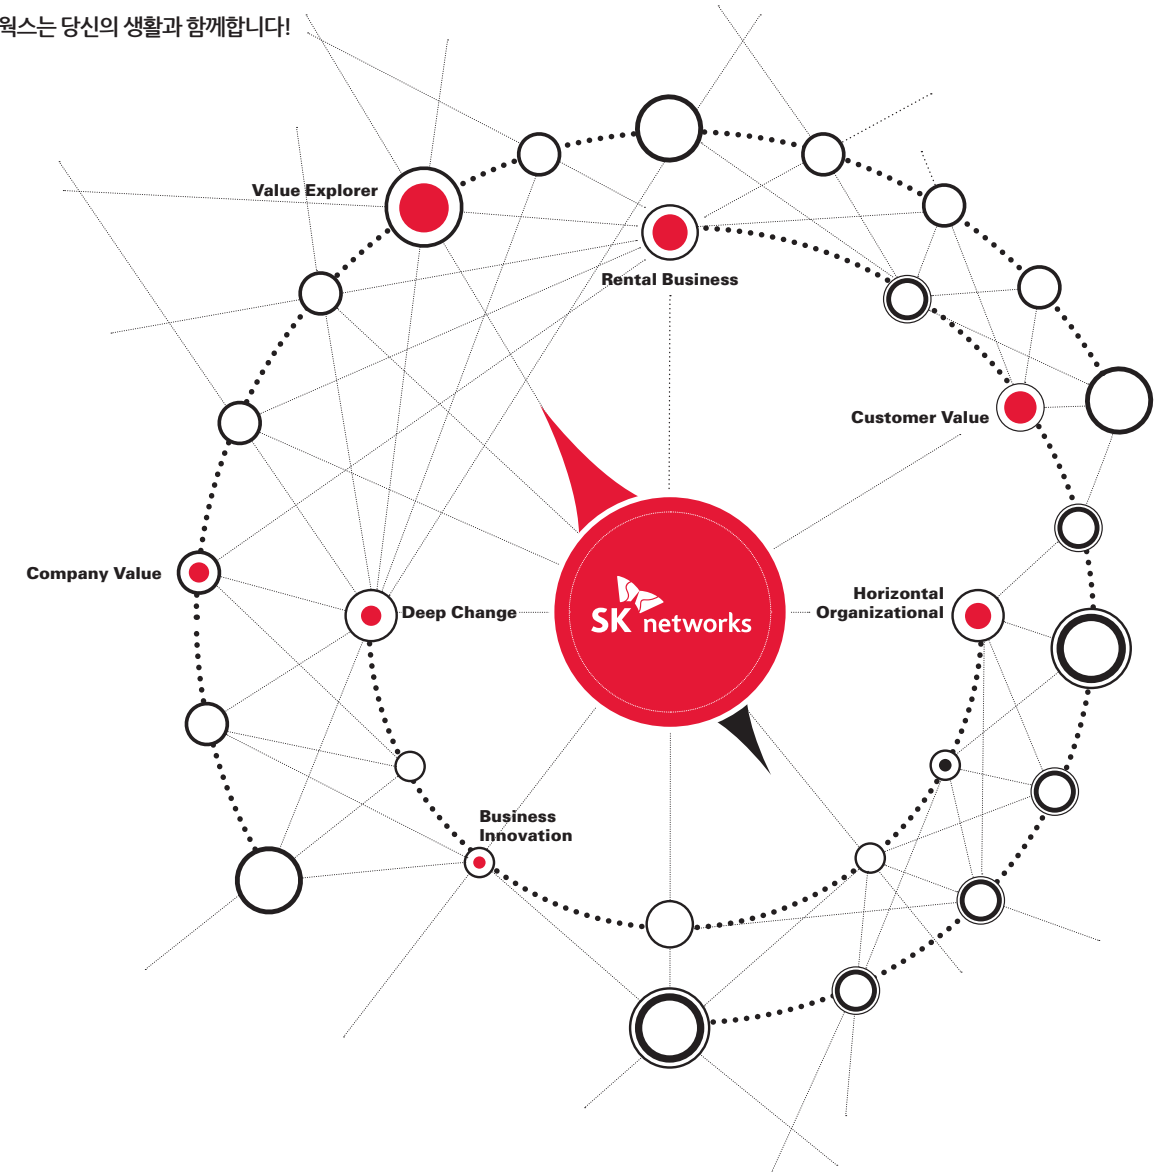 웍스는 당신의 생활과 함께합니다!
Value Explorer
Rental Business
Customer Value
Company Value
Deep Change
Horizontal
Organizational
SK networks
Business
Innovation